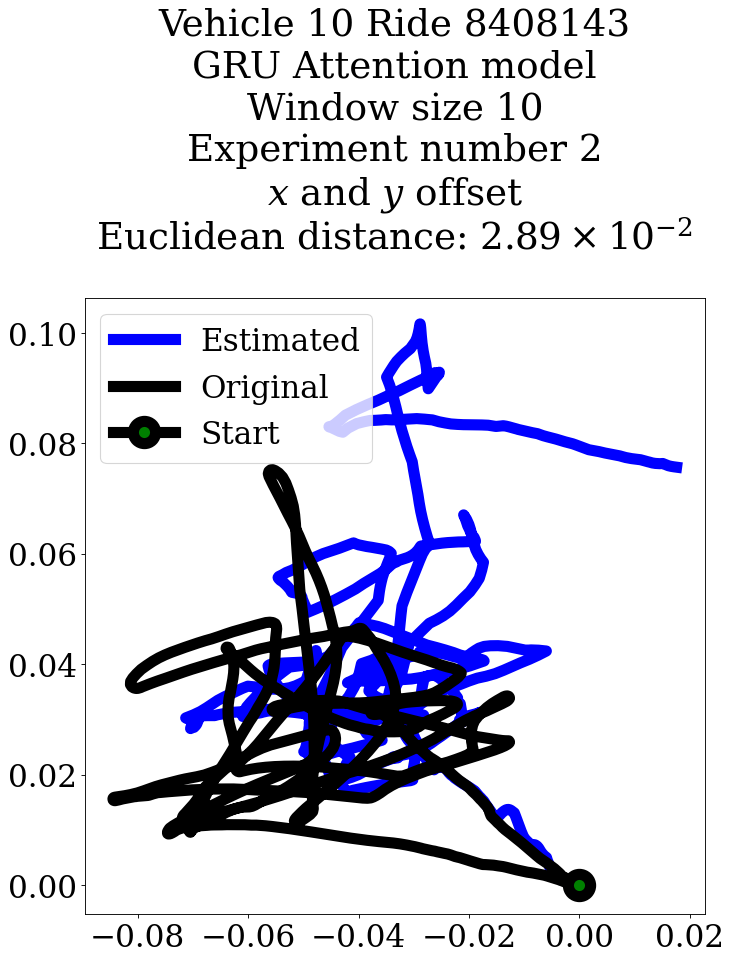 Vehicle 10 Ride 8408143
GRU Attention model
Window size 10
Experiment number 2
x and y offset
Euclidean distance: 2.89 × 10⁻²
Estimated
Original
Start
0.10
0.08
0.06
0.04
0.02
0.00
−0.08 −0.06 −0.04 −0.02 0.00 0.02